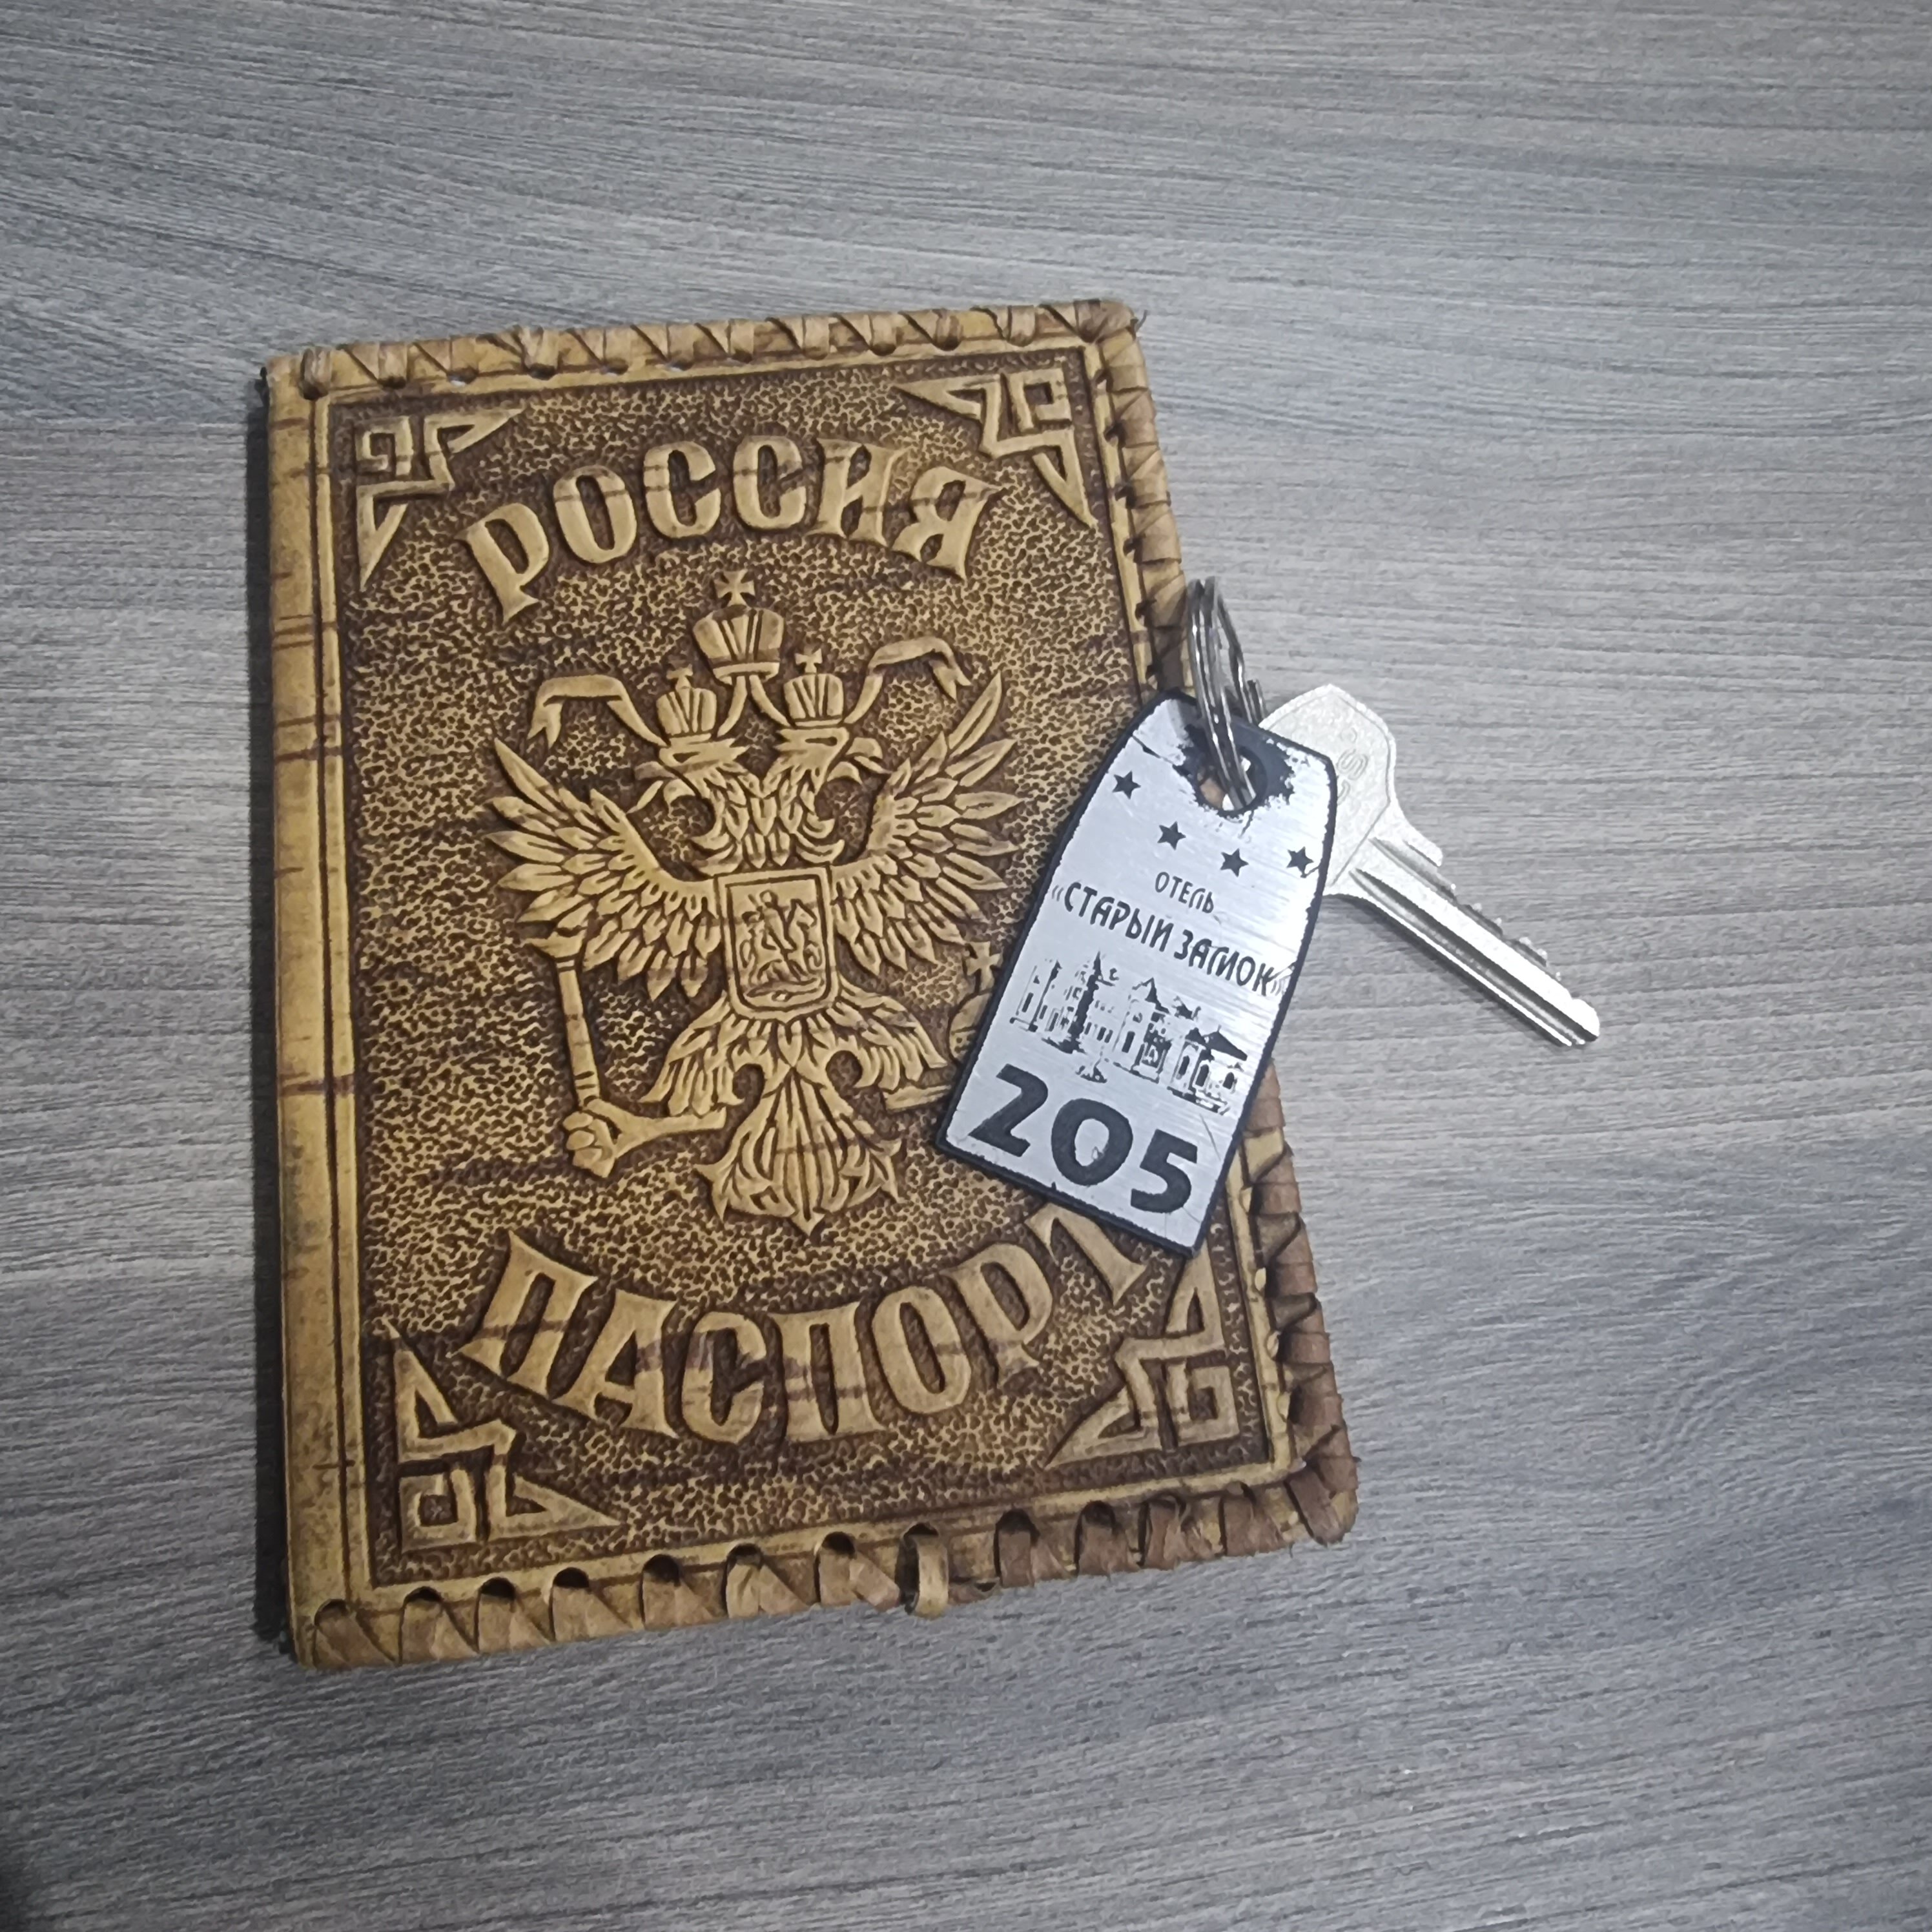 РОССИЯ
ПАСПОРТ
ОТЕЛЬ
«СТАРЫЙ ЗАМОК»
205